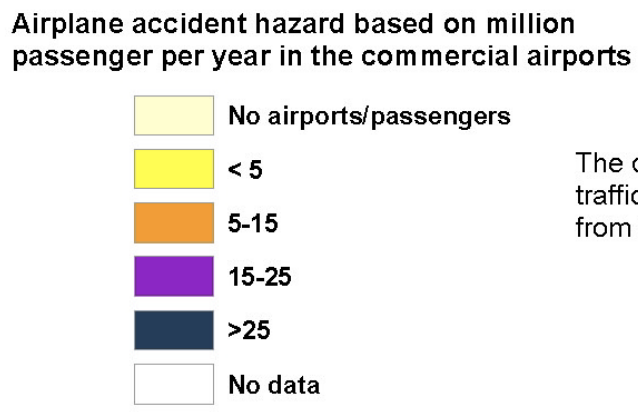 Airplane accident hazard based on million
passenger per year in the commercial airports
No airports/passengers
< 5
The
traffic
5-15
from
15-25
>25
No data